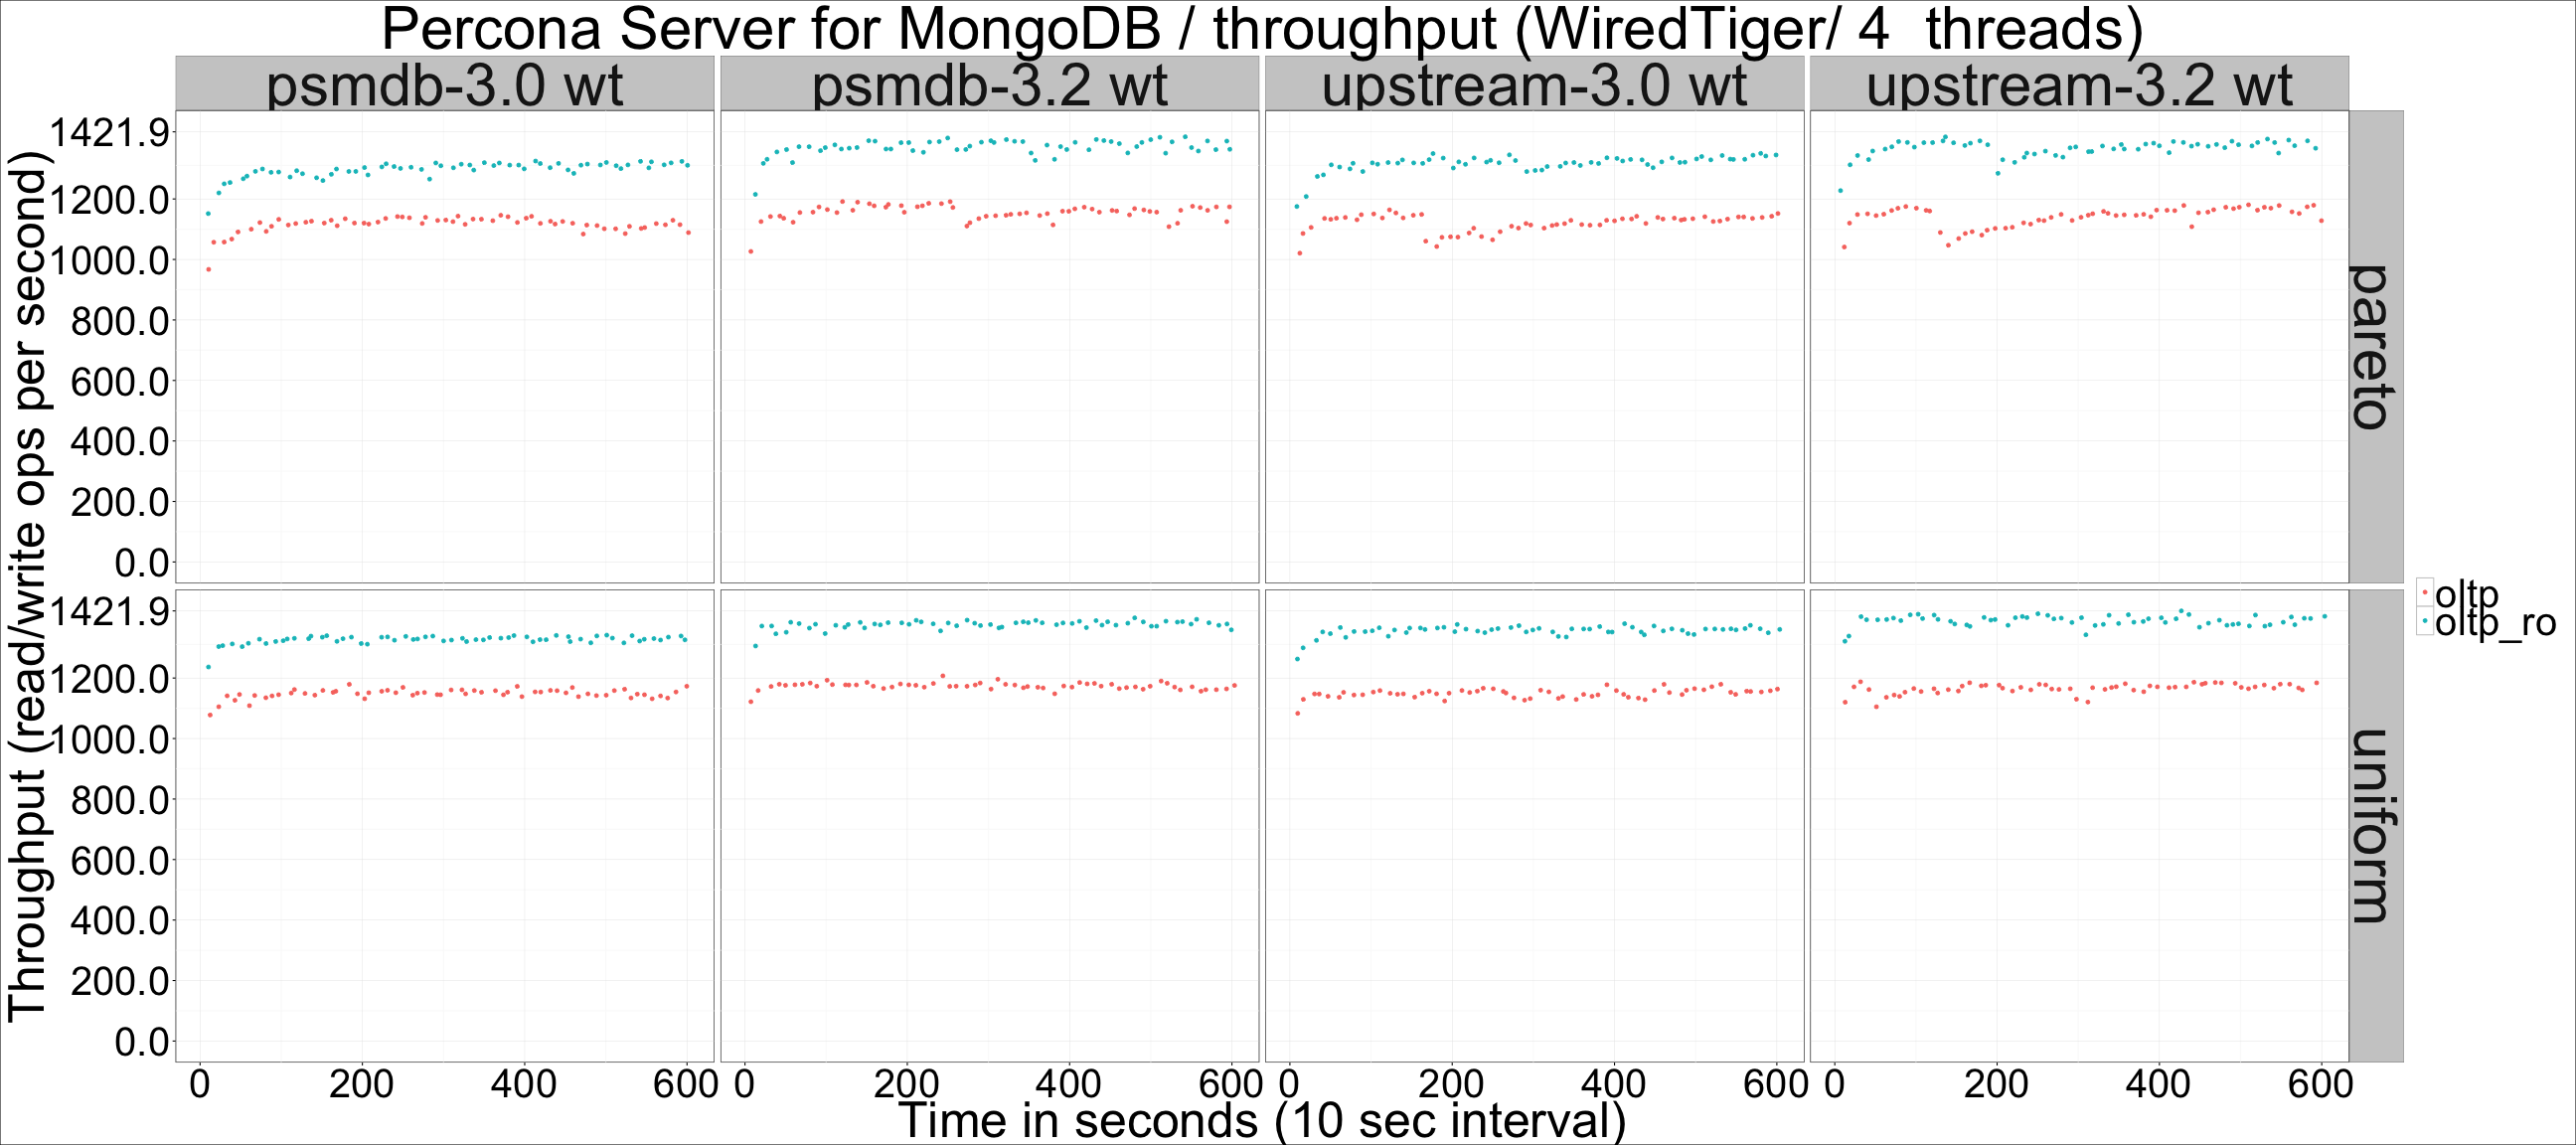 Percona Server for MongoDB / throughput (WiredTiger/ 4  threads)
psmdb-3.0 wt
psmdb-3.2 wt
upstream-3.0 wt
upstream-3.2 wt
Throughput (read/write ops per second)
1421.9
1200.0
1000.0
800.0
600.0
400.0
200.0
0.0
pareto
1421.9
1200.0
1000.0
800.0
600.0
400.0
200.0
0.0
uniform
oltp
oltp_ro
0 200 400 600
0 200 400 600
0 200 400 600
0 200 400 600
Time in seconds (10 sec interval)